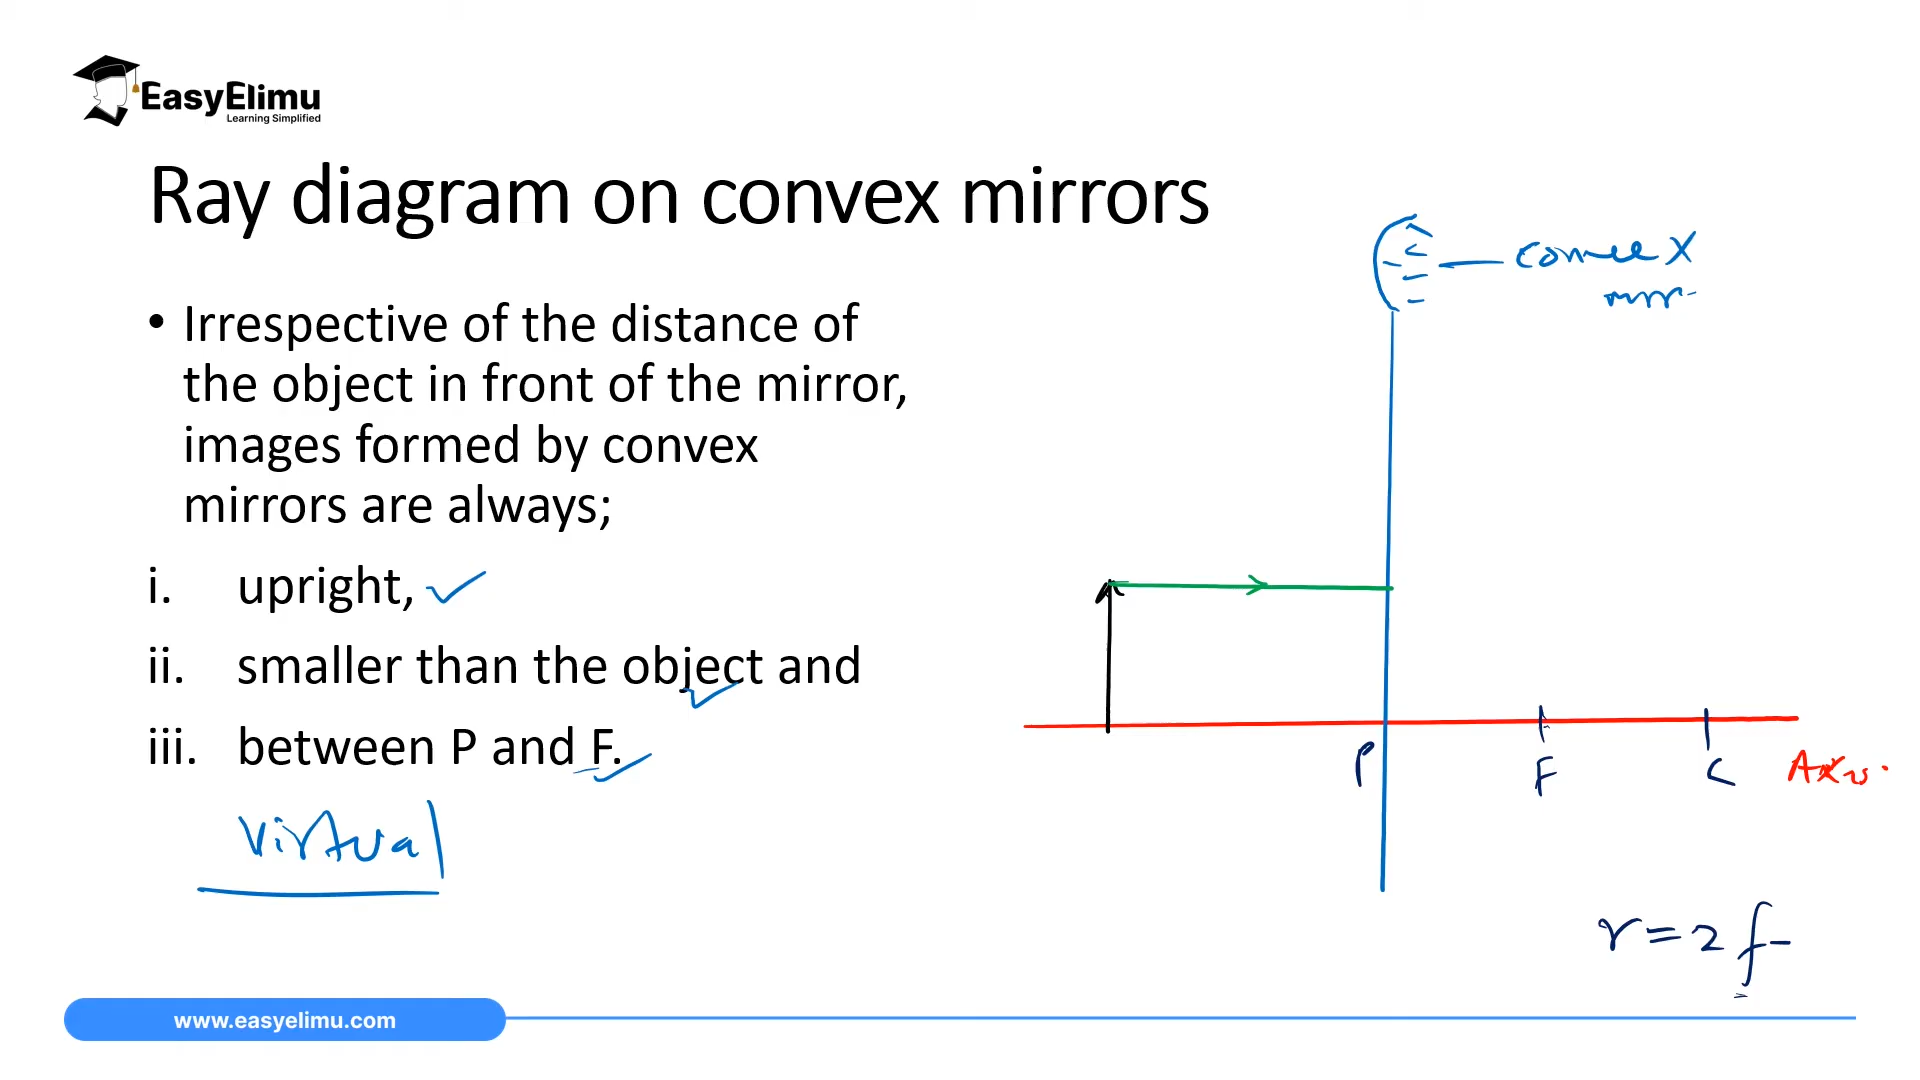 EasyElimu
Learning Simplified
Ray diagram on convex mirrors
• Irrespective of the distance of
the object in front of the mirror,
images formed by convex
mirrors are always;
i. upright,
ii. smaller than the object and
iii. between P and F.
virtual
convex
P
F
C
r = 2f
www.easyelimu.com